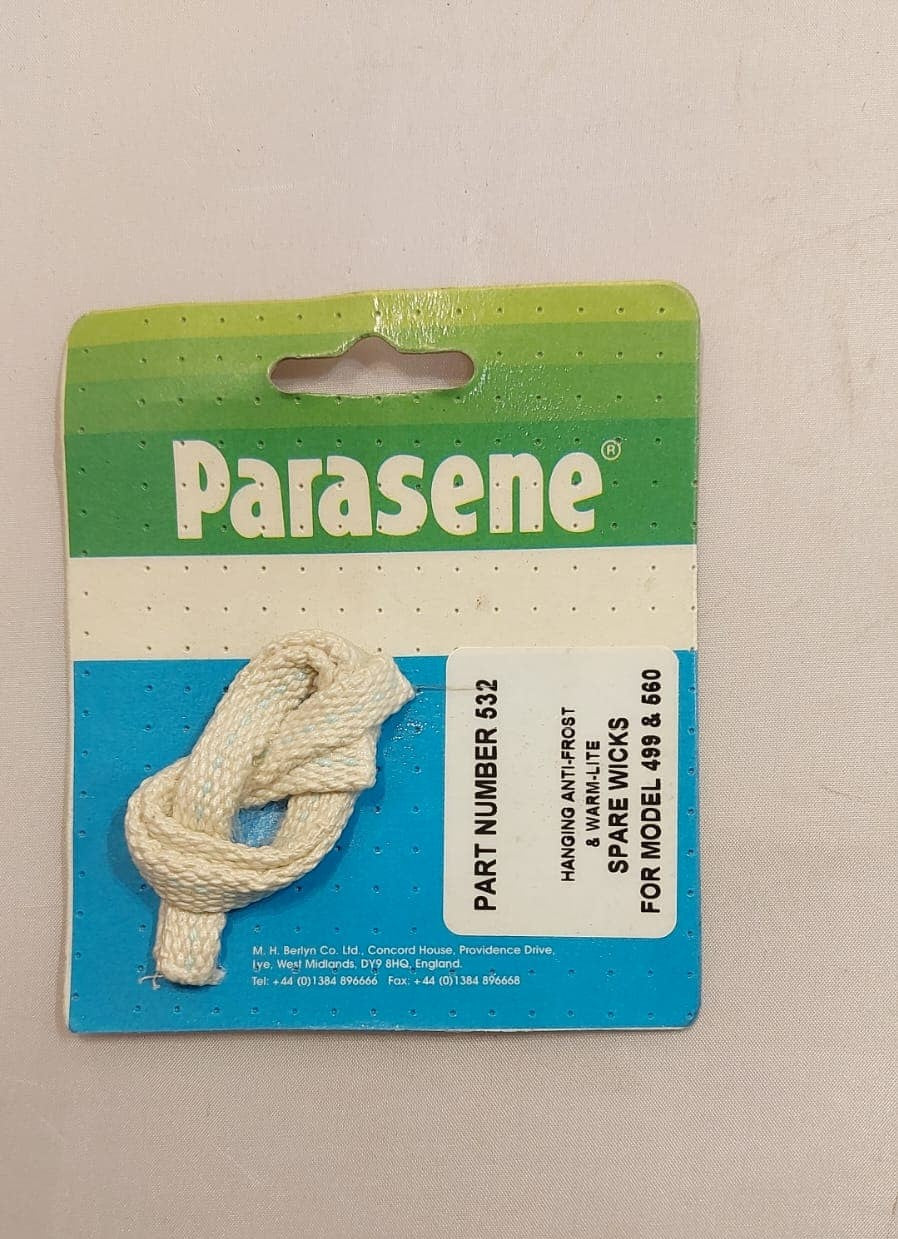 Parasene®
PART NUMBER 532
HANGING ANTI-FROST
& WARM-LITE
SPARE WICKS
FOR MODEL 499 & 560
M. H. Berlyn Co. Ltd., Concord House, Providence Drive,
Lye, West Midlands, DY9 8HQ, England.
Tel: +44 (0)1384 896666 Fax: +44 (0)1384 896668